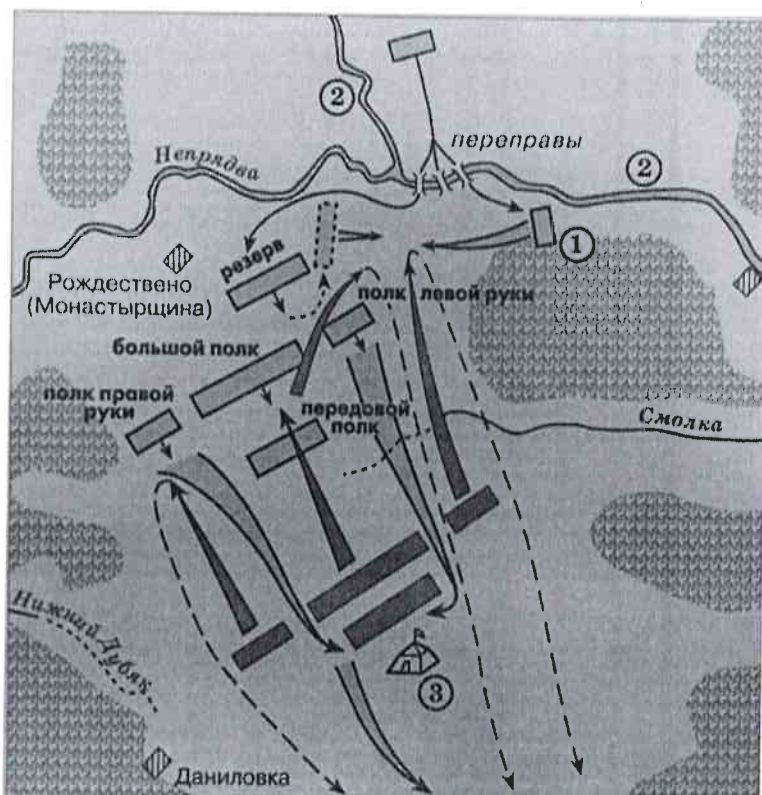 ②
переправы
Непрядва
②
резерв
①
Рождествено
(Монастырщина)
полк левой руки
большой полк
полк правой
руки
передовой
полк
Смолка
Нижний Дубяк
③
Даниловка